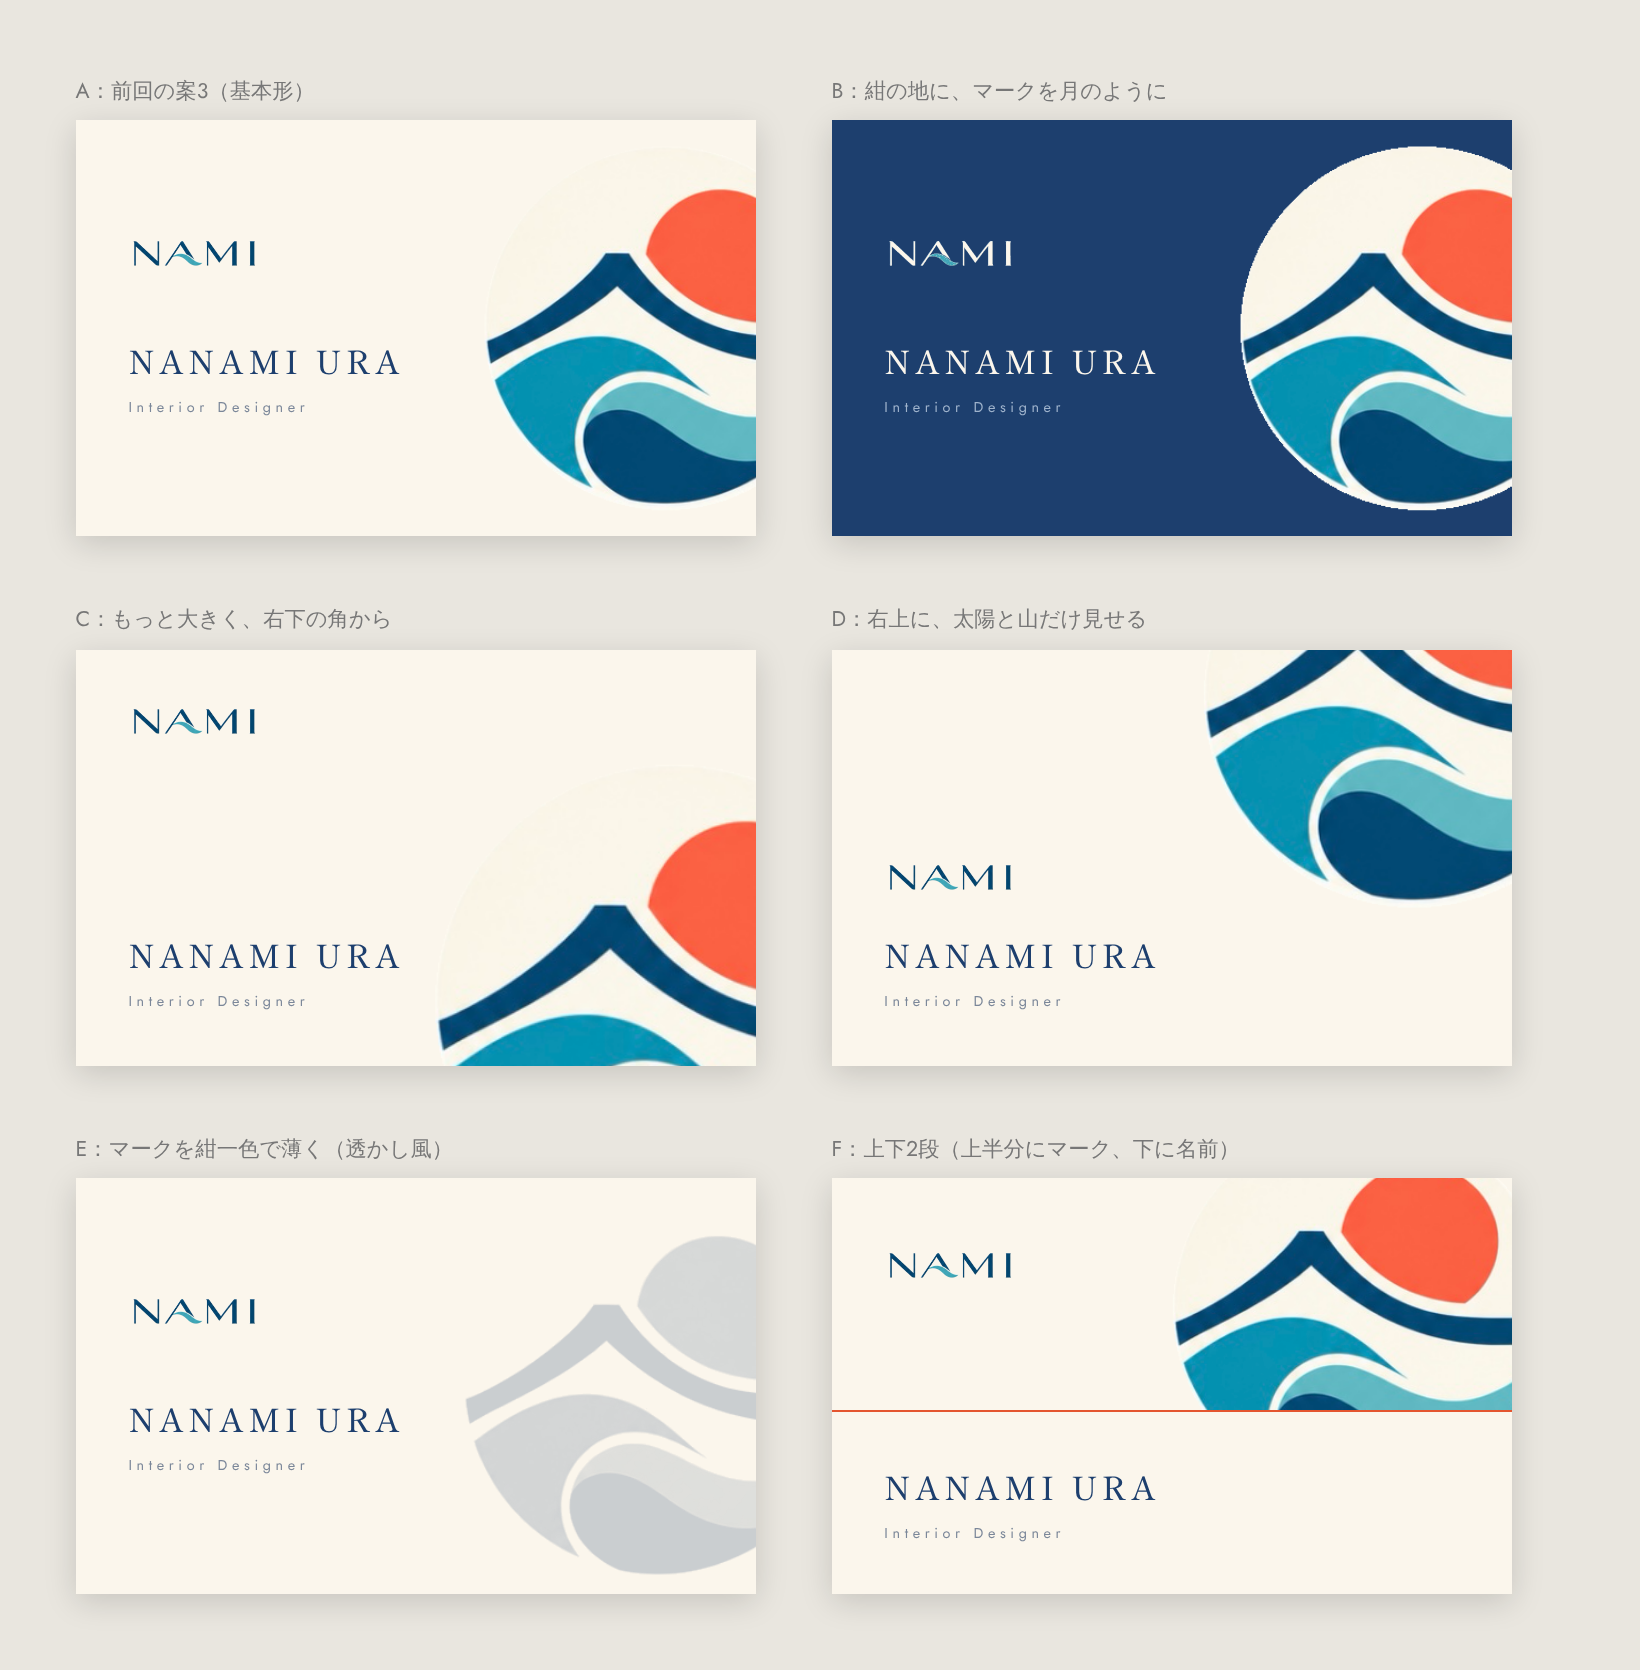 A：前回の案3（基本形）
NAMI
NANAMI URA
Interior Designer
B：紺の地に、マークを月のように
NAMI
NANAMI URA
Interior Designer
C：もっと大きく、右下の角から
NAMI
NANAMI URA
Interior Designer
D：右上に、太陽と山だけ見せる
NAMI
NANAMI URA
Interior Designer
E：マークを紺一色で薄く（透かし風）
NAMI
NANAMI URA
Interior Designer
F：上下2段（上半分にマーク、下に名前）
NAMI
NANAMI URA
Interior Designer